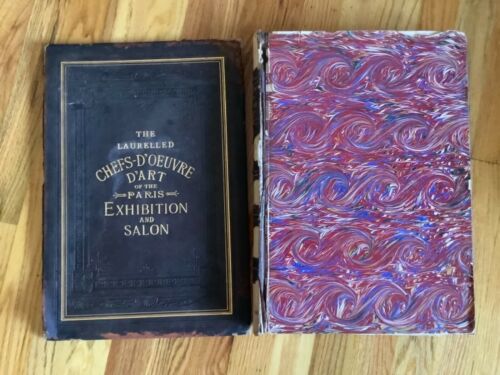 THE
LAURELLED
CHEFS-D'OEUVRE
D'ART
OF THE
PARIS
EXHIBITION
AND
SALON